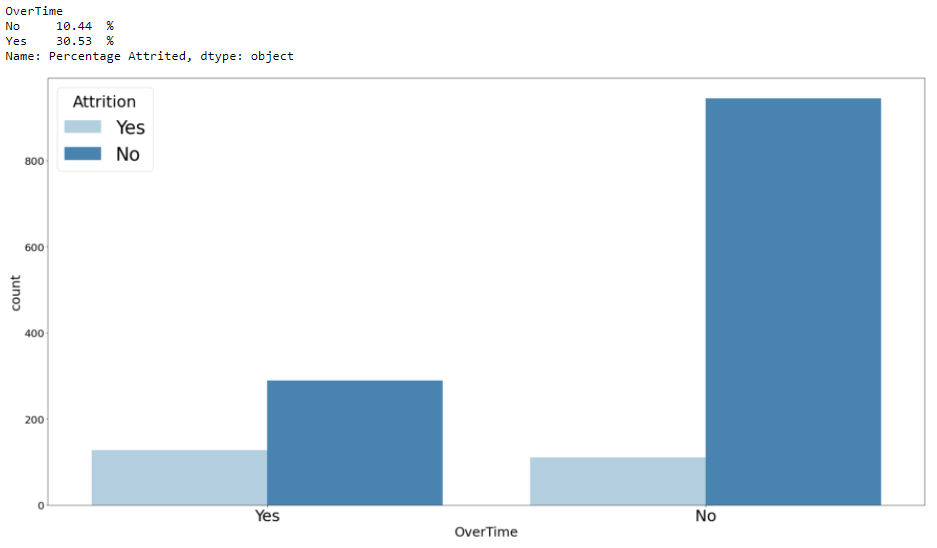 OverTime
No     10.44  %
Yes    30.53  %
Name: Percentage Attrited, dtype: object
Attrition
Yes
No
800
600
400
200
0
count
Yes
No
OverTime